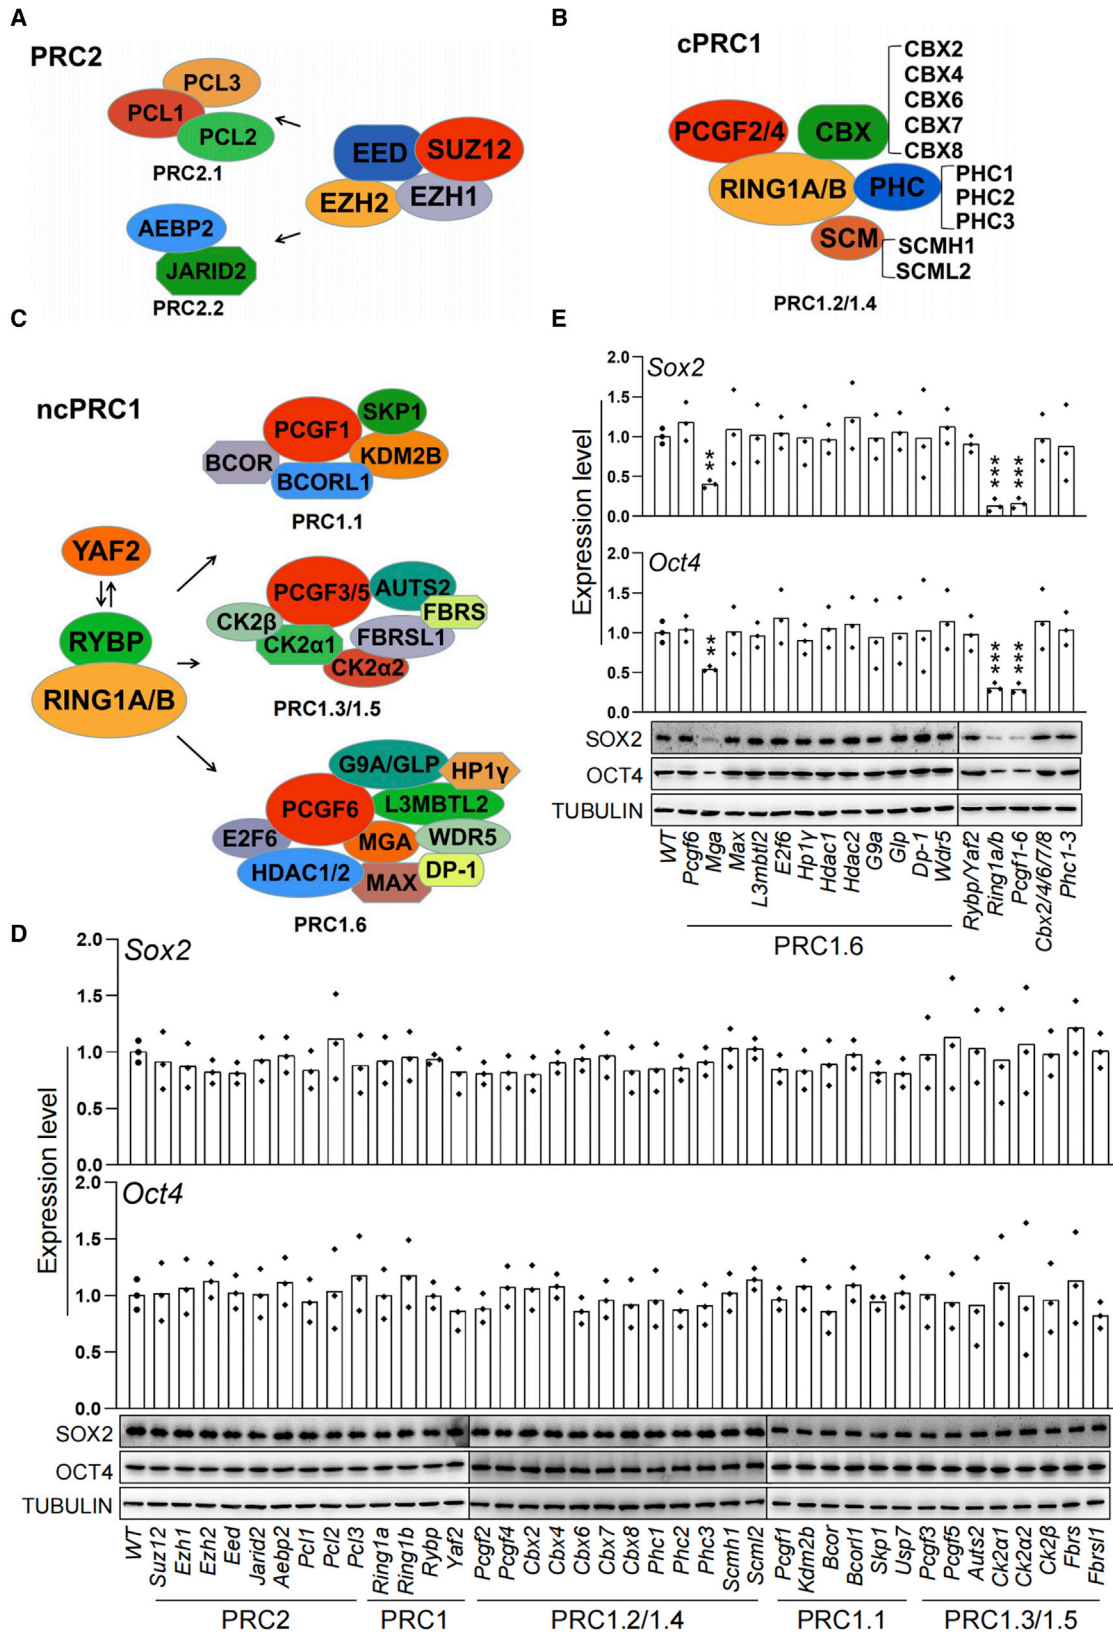 A
PRC2
PCL3
PCL1
PCL2
PRC2.1
EED
SUZ12
EZH2
EZH1
AEBP2
JARID2
PRC2.2
B
cPRC1
PCGF2/4
CBX
RING1A/B
PHC
SCM
CBX2
CBX4
CBX6
CBX7
CBX8
PHC1
PHC2
PHC3
SCMH1
SCML2
PRC1.2/1.4
C
ncPRC1
YAF2
RYBP
RING1A/B
PCGF1
SKP1
BCOR
KDM2B
BCORL1
PRC1.1
PCGF3/5
AUTS2
FBRS
CK2β
CK2α1
FBRSL1
CK2α2
PRC1.3/1.5
G9A/GLP
HP1γ
PCGF6
L3MBTL2
E2F6
MGA
WDR5
HDAC1/2
MAX
DP-1
PRC1.6
E
Expression level
Sox2
2.0
1.5
1.0
0.5
0.0
**
***
***
Oct4
2.0
1.5
1.0
0.5
0.0
**
***
***
SOX2
OCT4
TUBULIN
WT
Pcgf6
Mga
Max
L3mbtl2
E2f6
Hp1γ
Hdac1
Hdac2
G9a
Glp
Dp-1
Wdr5
Rybp/Yaf2
Ring1a/b
Pcgf1-6
Cbx2/4/6/7/8
Phc1-3
PRC1.6
D
Expression level
Sox2
2.0
1.5
1.0
0.5
0.0
Oct4
2.0
1.5
1.0
0.5
0.0
SOX2
OCT4
TUBULIN
WT
Suz12
Ezh1
Ezh2
Eed
Jarid2
Aebp2
Pcl1
Pcl2
Pcl3
Ring1a
Ring1b
Rybp
Yaf2
Pcgf2
Pcgf4
Cbx2
Cbx4
Cbx6
Cbx7
Cbx8
Phc1
Phc2
Phc3
Scmh1
Scml2
Pcgf1
Kdm2b
Bcor
Bcorl1
Skp1
Usp7
Pcgf3
Pcgf5
Auts2
Ck2α1
Ck2α2
Ck2β
Fbrs
Fbrsl1
PRC2
PRC1
PRC1.2/1.4
PRC1.1
PRC1.3/1.5